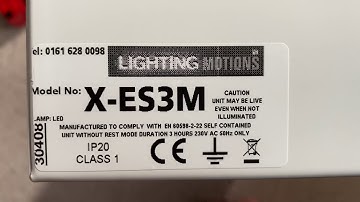 LIGHTING MOTIONS
el: 0161 628 0098
Model No: X-ES3M
CAUTION
UNIT MAY BE LIVE
EVEN WHEN NOT
ILLUMINATED
AMP: LED
30408
MANUFACTURED TO COMPLY WITH EN 60598-2-22 SELF CONTAINED
UNIT WITHOUT REST MODE DURATION 3 HOURS 230V AC 50Hz ONLY
IP20
CLASS 1
CE